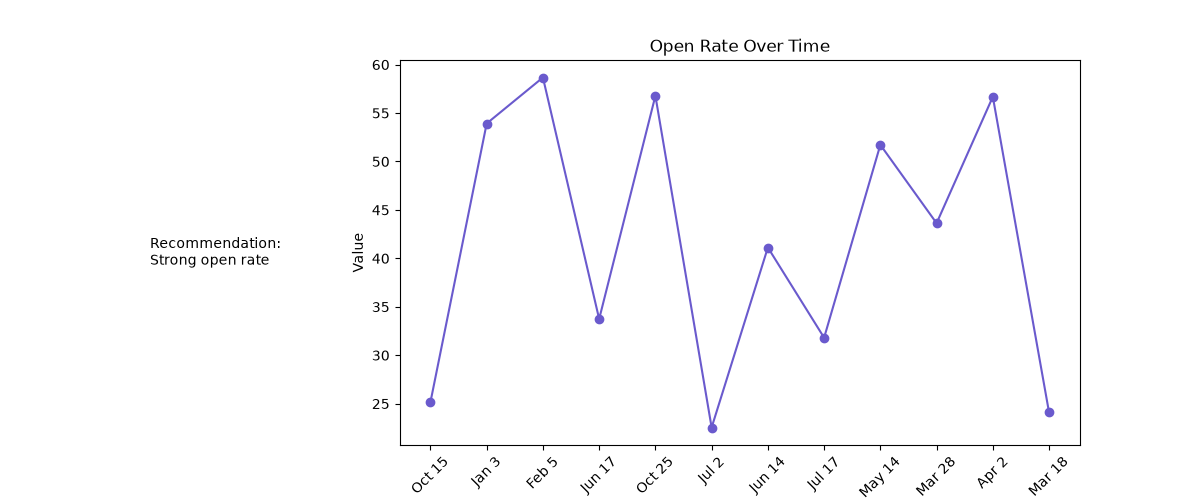 Open Rate Over Time
Recommendation:
Strong open rate
Value
60
55
50
45
40
35
30
25
Oct 15
Jan 3
Feb 5
Jun 17
Oct 25
Jul 2
Jun 14
Jul 17
May 14
Mar 28
Apr 2
Mar 18